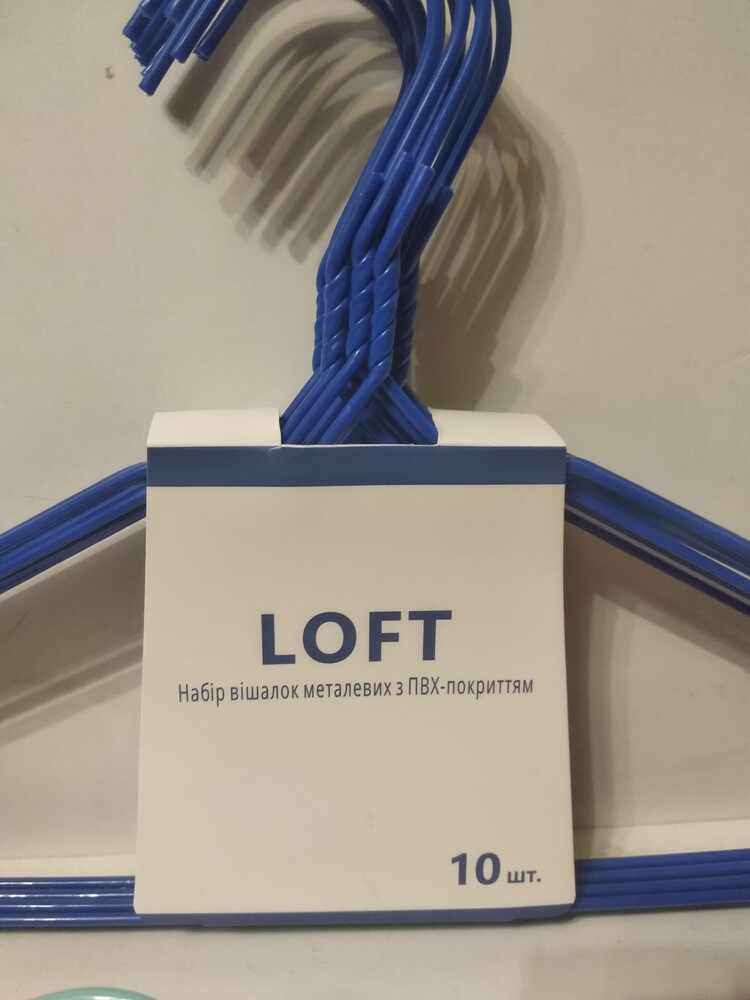 LOFT
Набір вішалок металевих з ПВХ-покриттям
10 шт.